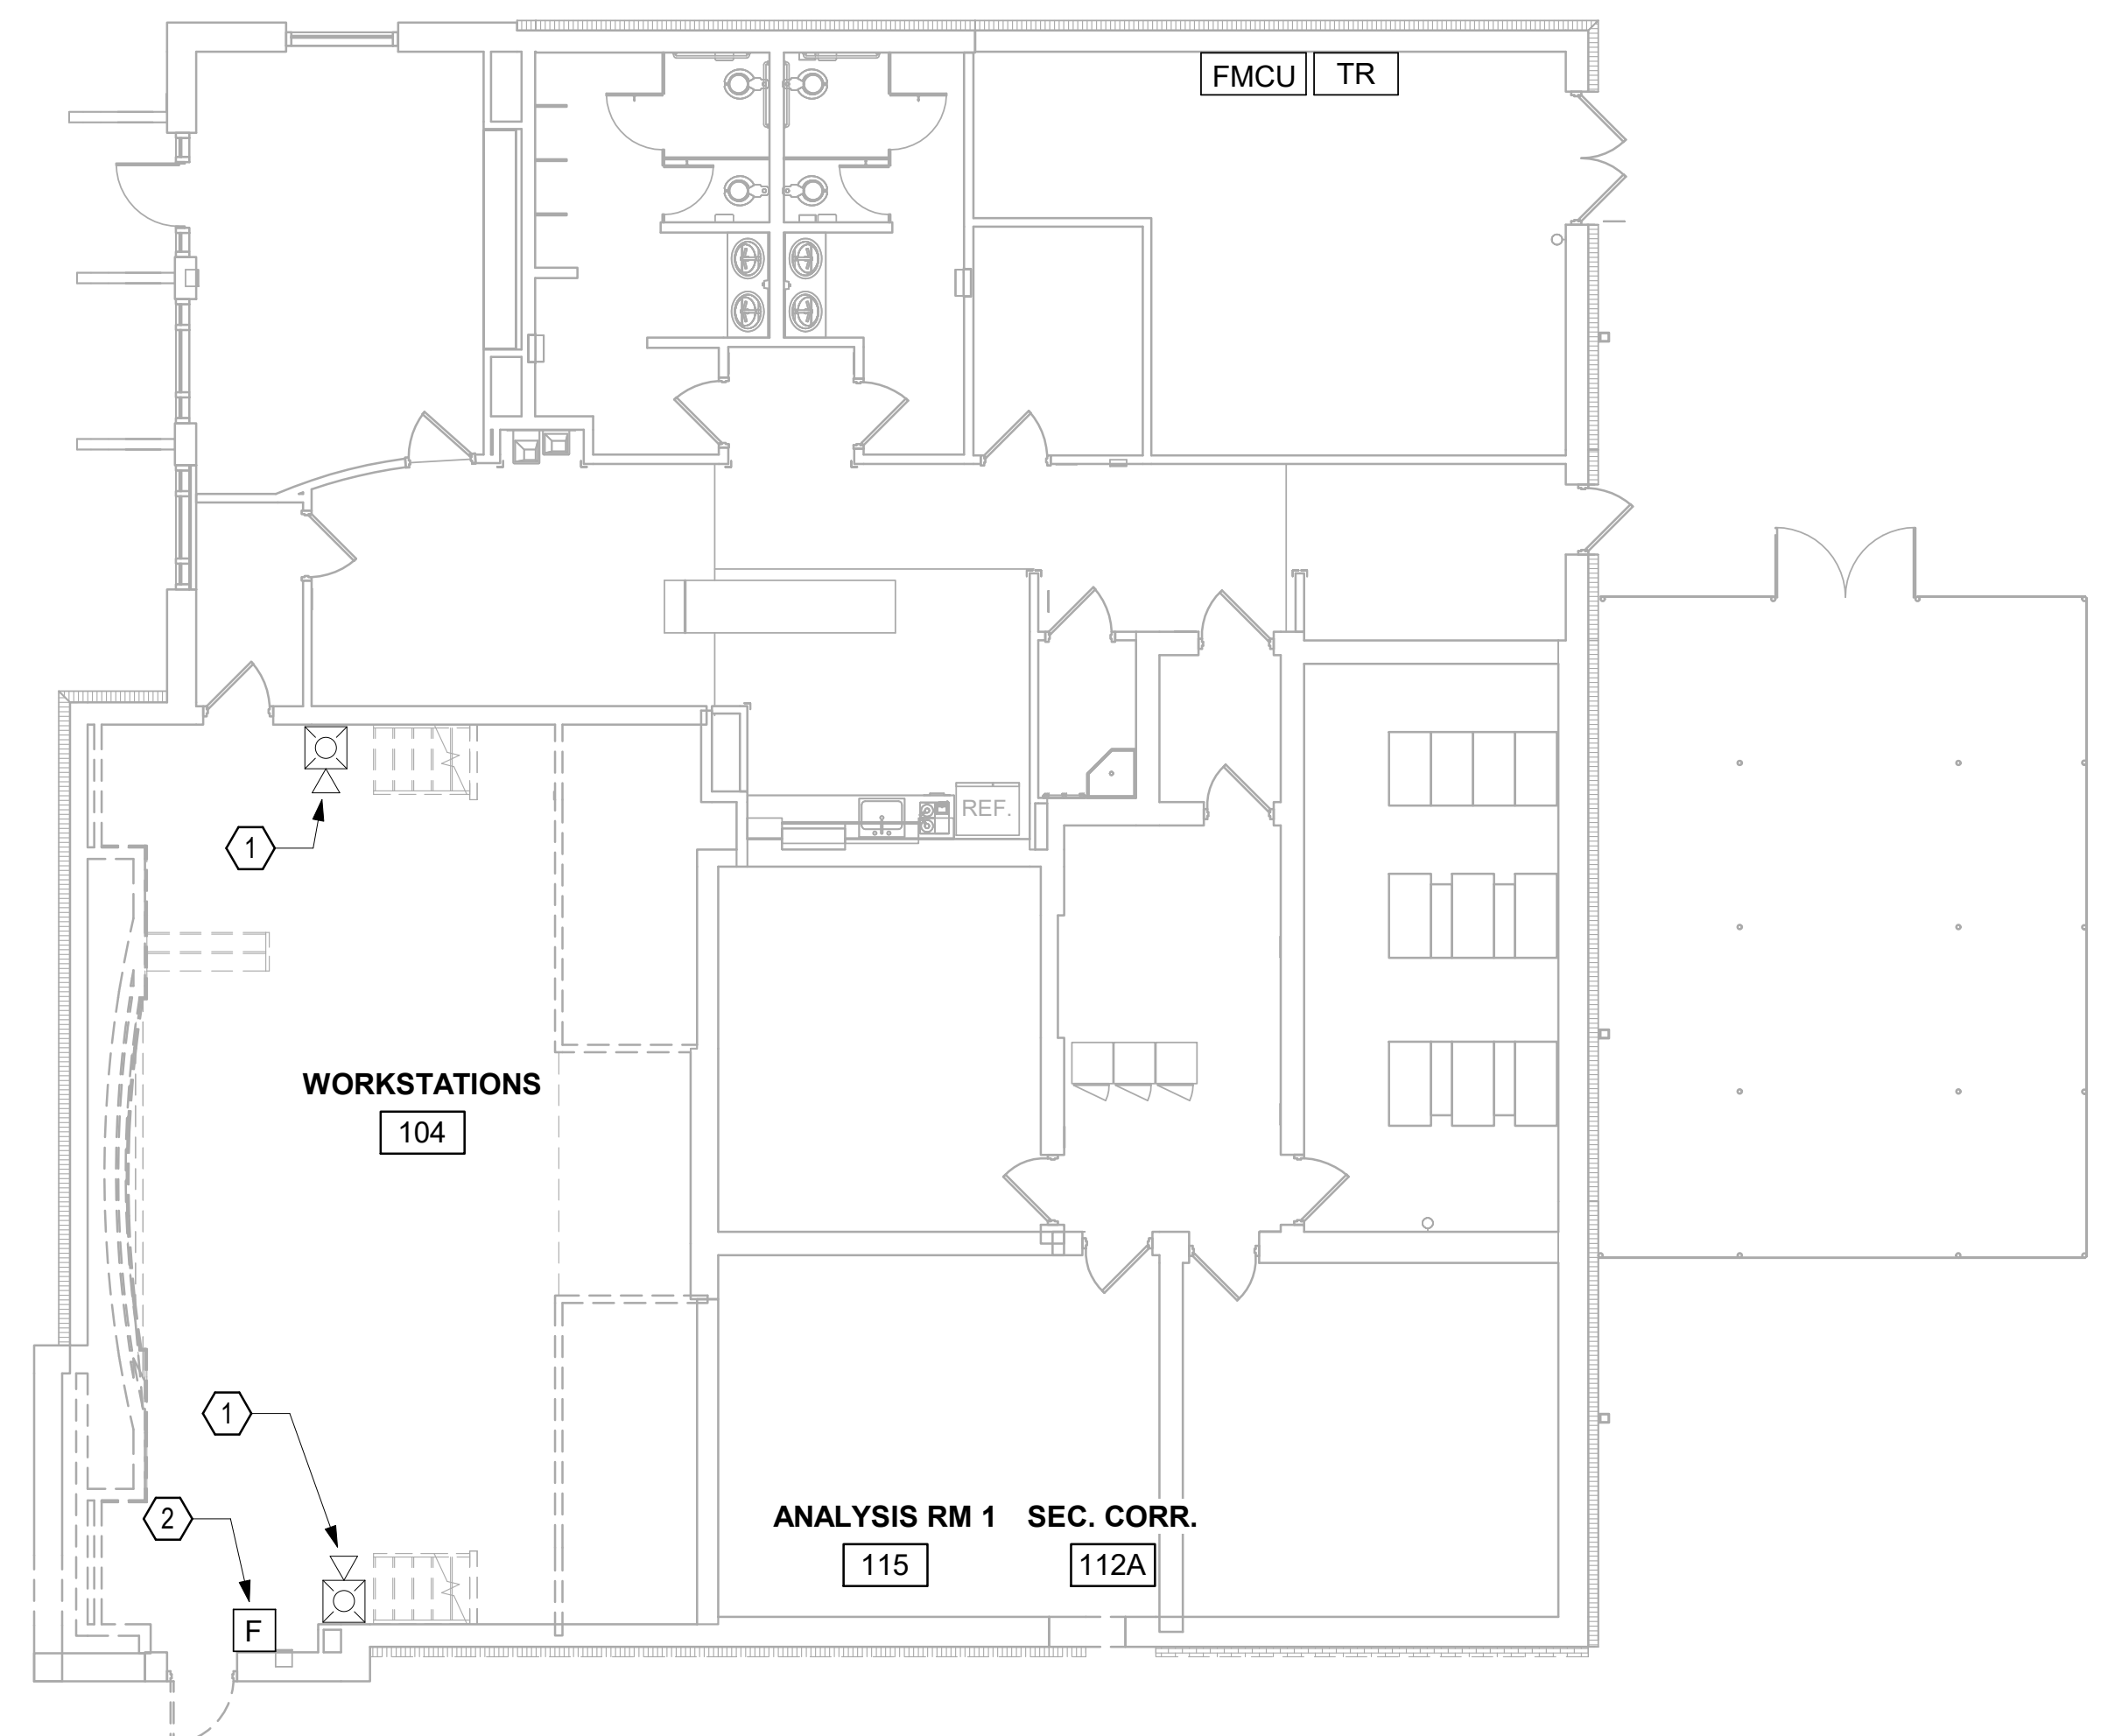 FMCU TR
REF.
1
WORKSTATIONS
104
1
2
ANALYSIS RM 1 SEC. CORR.
115 112A
F